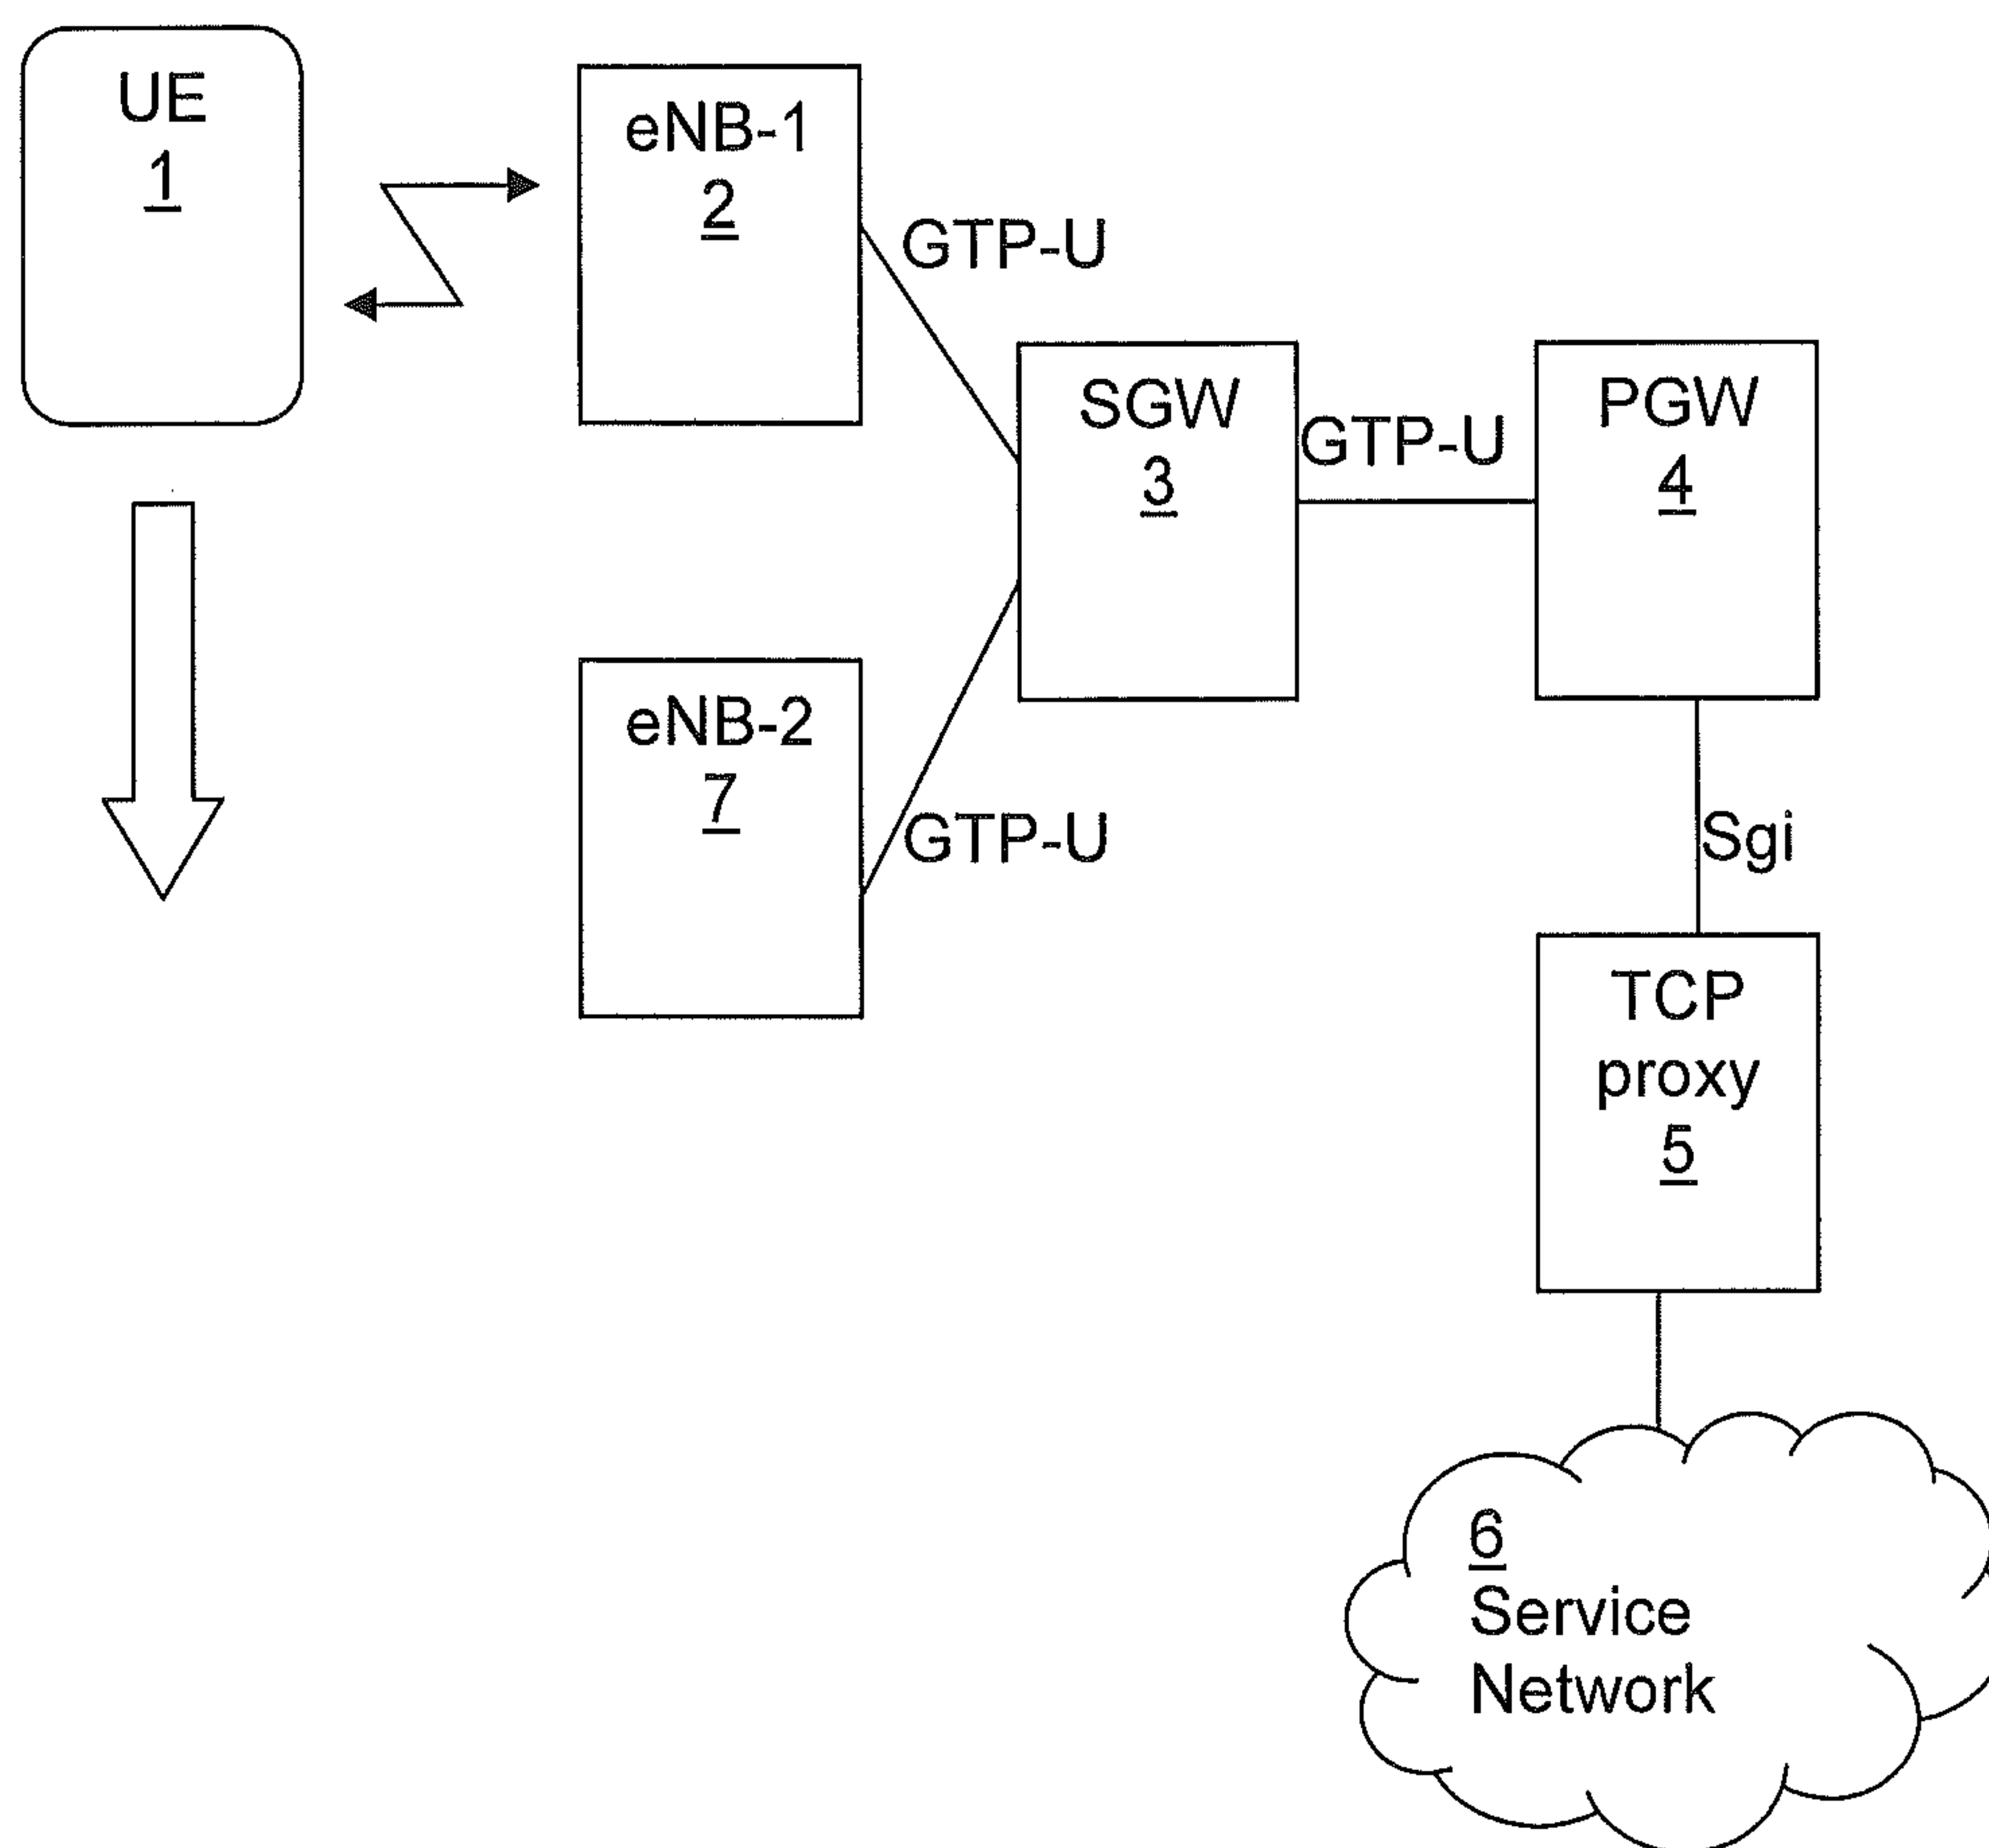 UE
1
eNB-1
2
GTP-U
SGW
3
GTP-U
PGW
4
eNB-2
7
GTP-U
Sgi
TCP
proxy
5
6
Service
Network